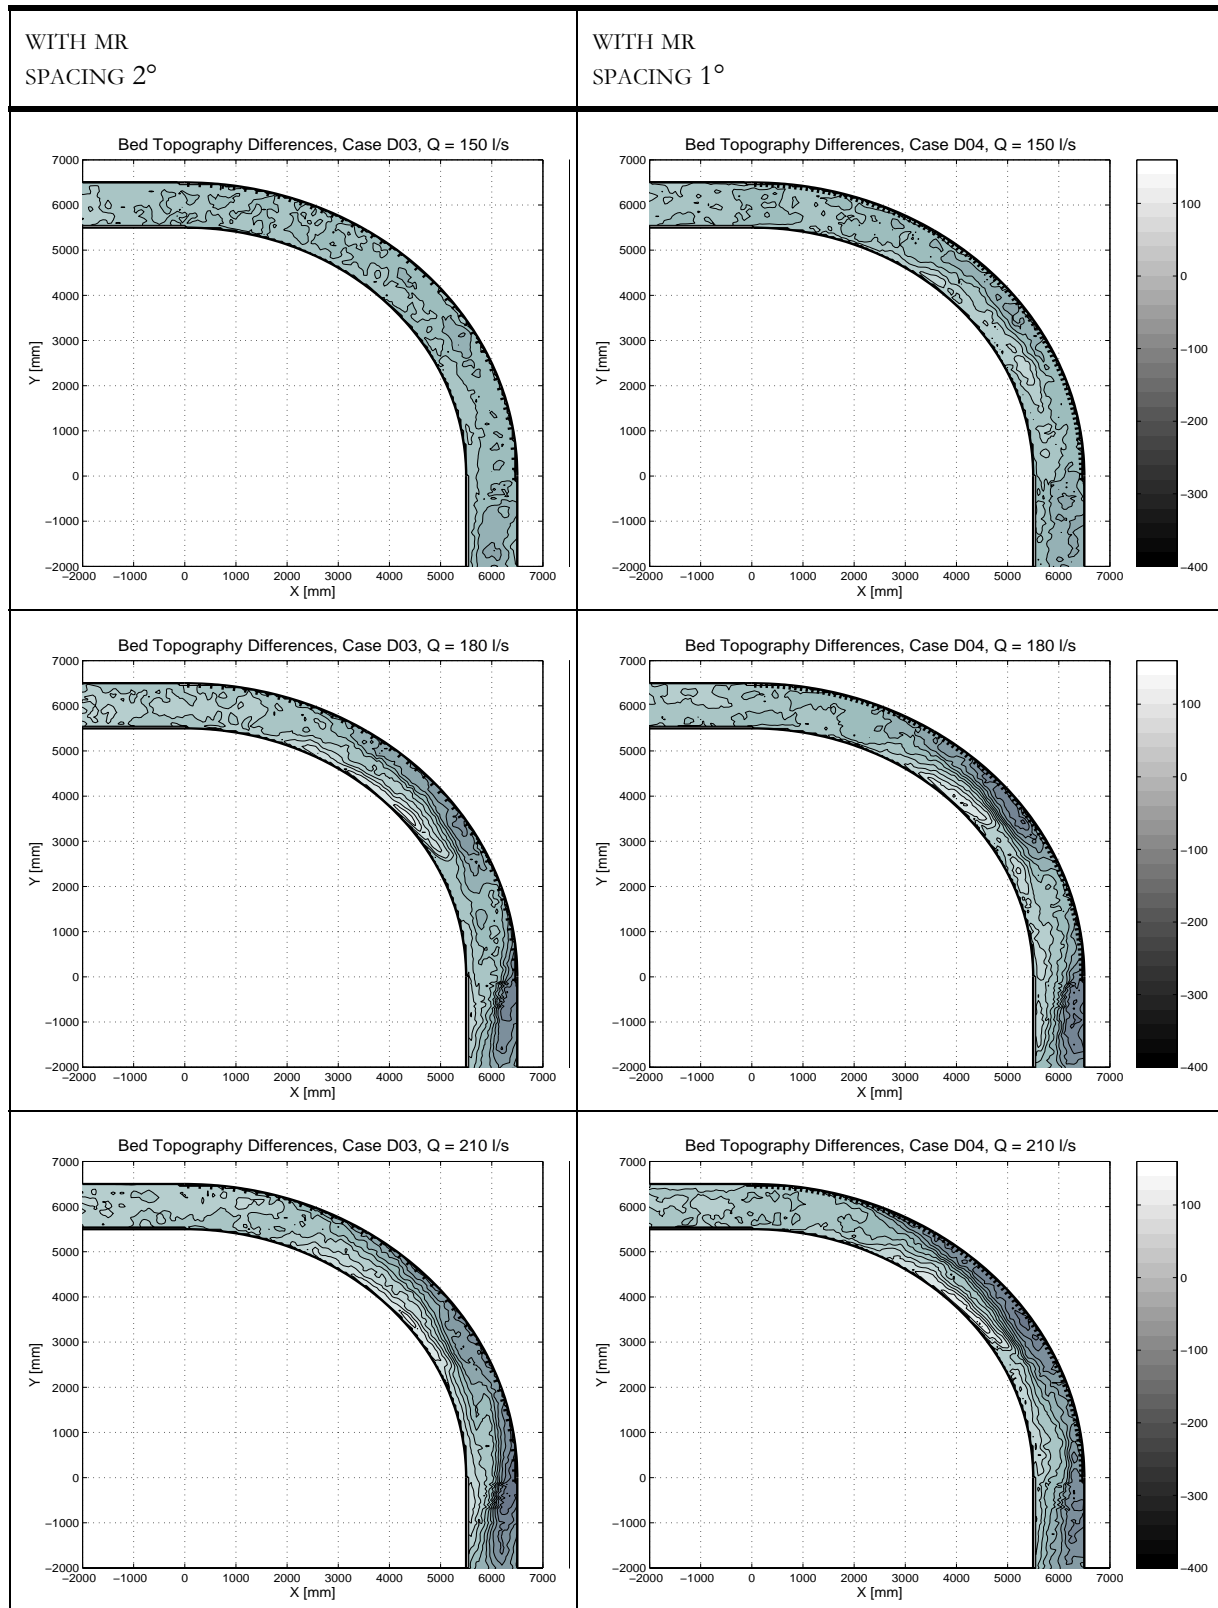 WITH MR
SPACING 2°
WITH MR
SPACING 1°
Bed Topography Differences, Case D03, Q = 150 l/s
7000
6000
5000
4000
3000
2000
1000
0
−1000
−2000
Y [mm]
−2000 −1000 0 1000 2000 3000 4000 5000 6000 7000
X [mm]
Bed Topography Differences, Case D04, Q = 150 l/s
7000
6000
5000
4000
3000
2000
1000
0
−1000
−2000
Y [mm]
−2000 −1000 0 1000 2000 3000 4000 5000 6000 7000
X [mm]
100
0
−100
−200
−300
−400
Bed Topography Differences, Case D03, Q = 180 l/s
7000
6000
5000
4000
3000
2000
1000
0
−1000
−2000
Y [mm]
−2000 −1000 0 1000 2000 3000 4000 5000 6000 7000
X [mm]
Bed Topography Differences, Case D04, Q = 180 l/s
7000
6000
5000
4000
3000
2000
1000
0
−1000
−2000
Y [mm]
−2000 −1000 0 1000 2000 3000 4000 5000 6000 7000
X [mm]
100
0
−100
−200
−300
−400
Bed Topography Differences, Case D03, Q = 210 l/s
7000
6000
5000
4000
3000
2000
1000
0
−1000
−2000
Y [mm]
−2000 −1000 0 1000 2000 3000 4000 5000 6000 7000
X [mm]
Bed Topography Differences, Case D04, Q = 210 l/s
7000
6000
5000
4000
3000
2000
1000
0
−1000
−2000
Y [mm]
−2000 −1000 0 1000 2000 3000 4000 5000 6000 7000
X [mm]
100
0
−100
−200
−300
−400